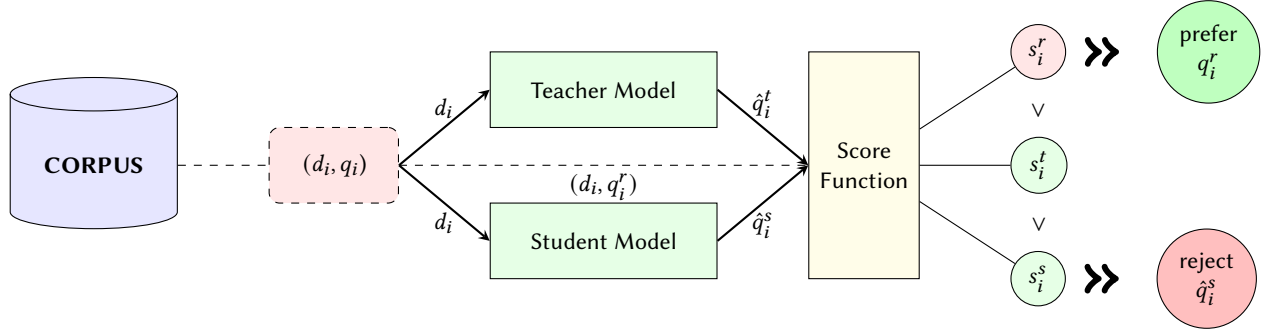 CORPUS
(d_i, q_i)
d_i
d_i
Teacher Model
(d_i, q_i^r)
Student Model
q̂_i^t
q̂_i^s
Score
Function
s_i^r
∨
s_i^t
∨
s_i^s
prefer
q_i^r
reject
q̂_i^s